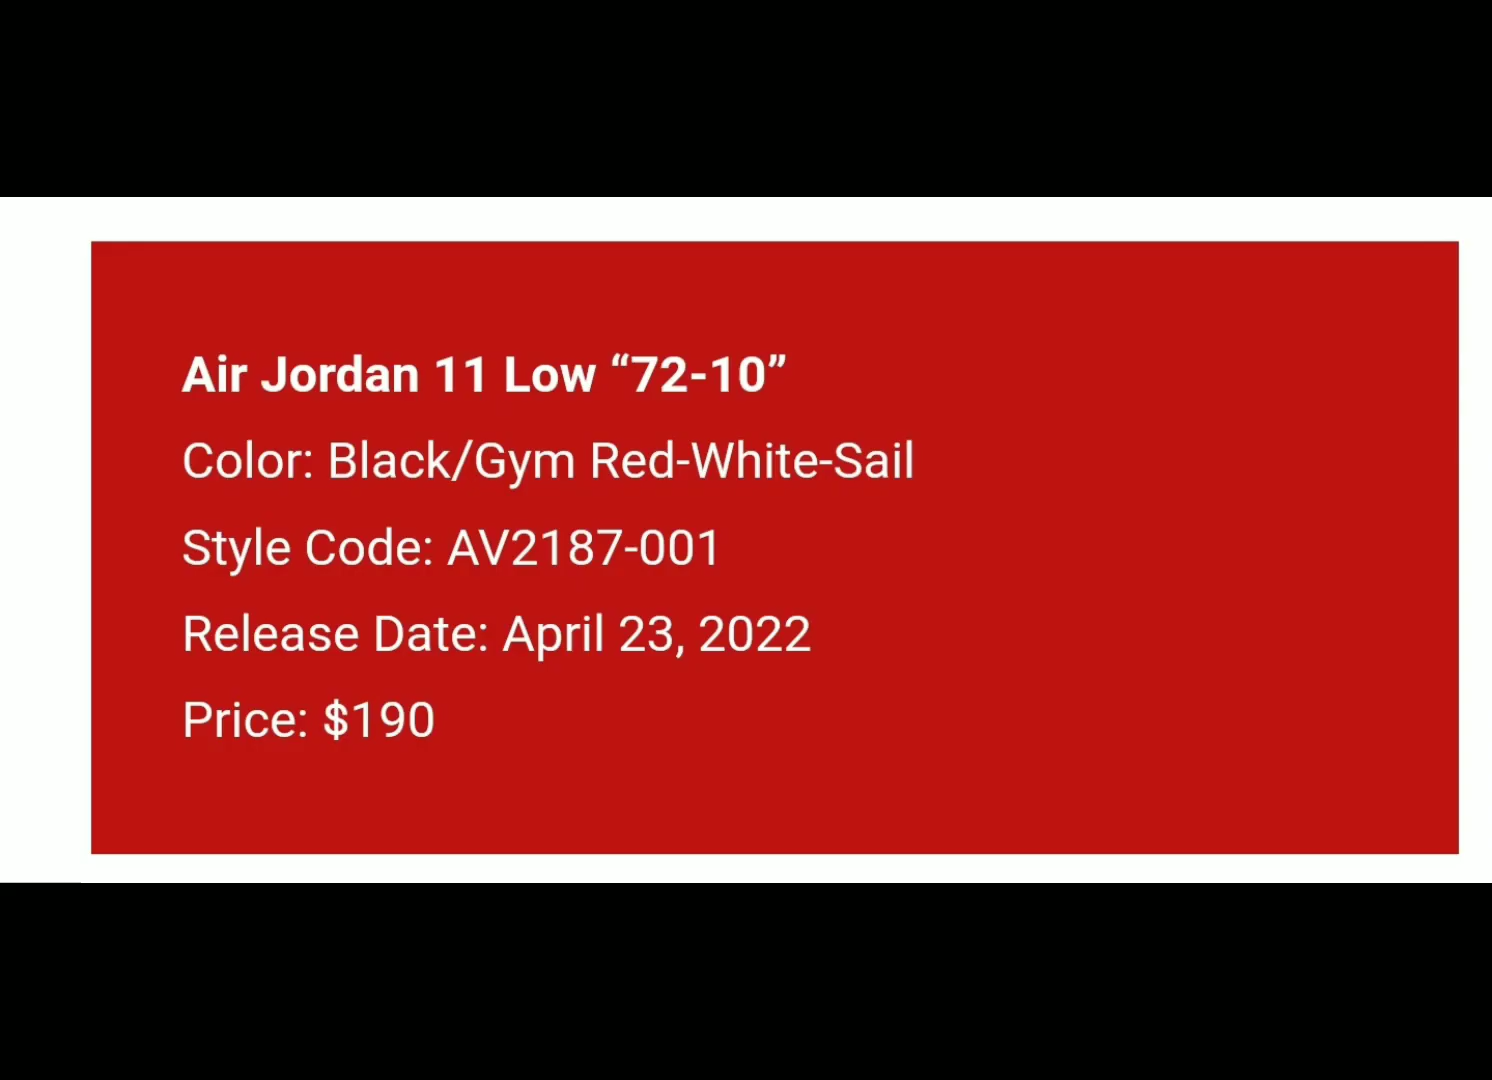 Air Jordan 11 Low “72-10”
Color: Black/Gym Red-White-Sail
Style Code: AV2187-001
Release Date: April 23, 2022
Price: $190